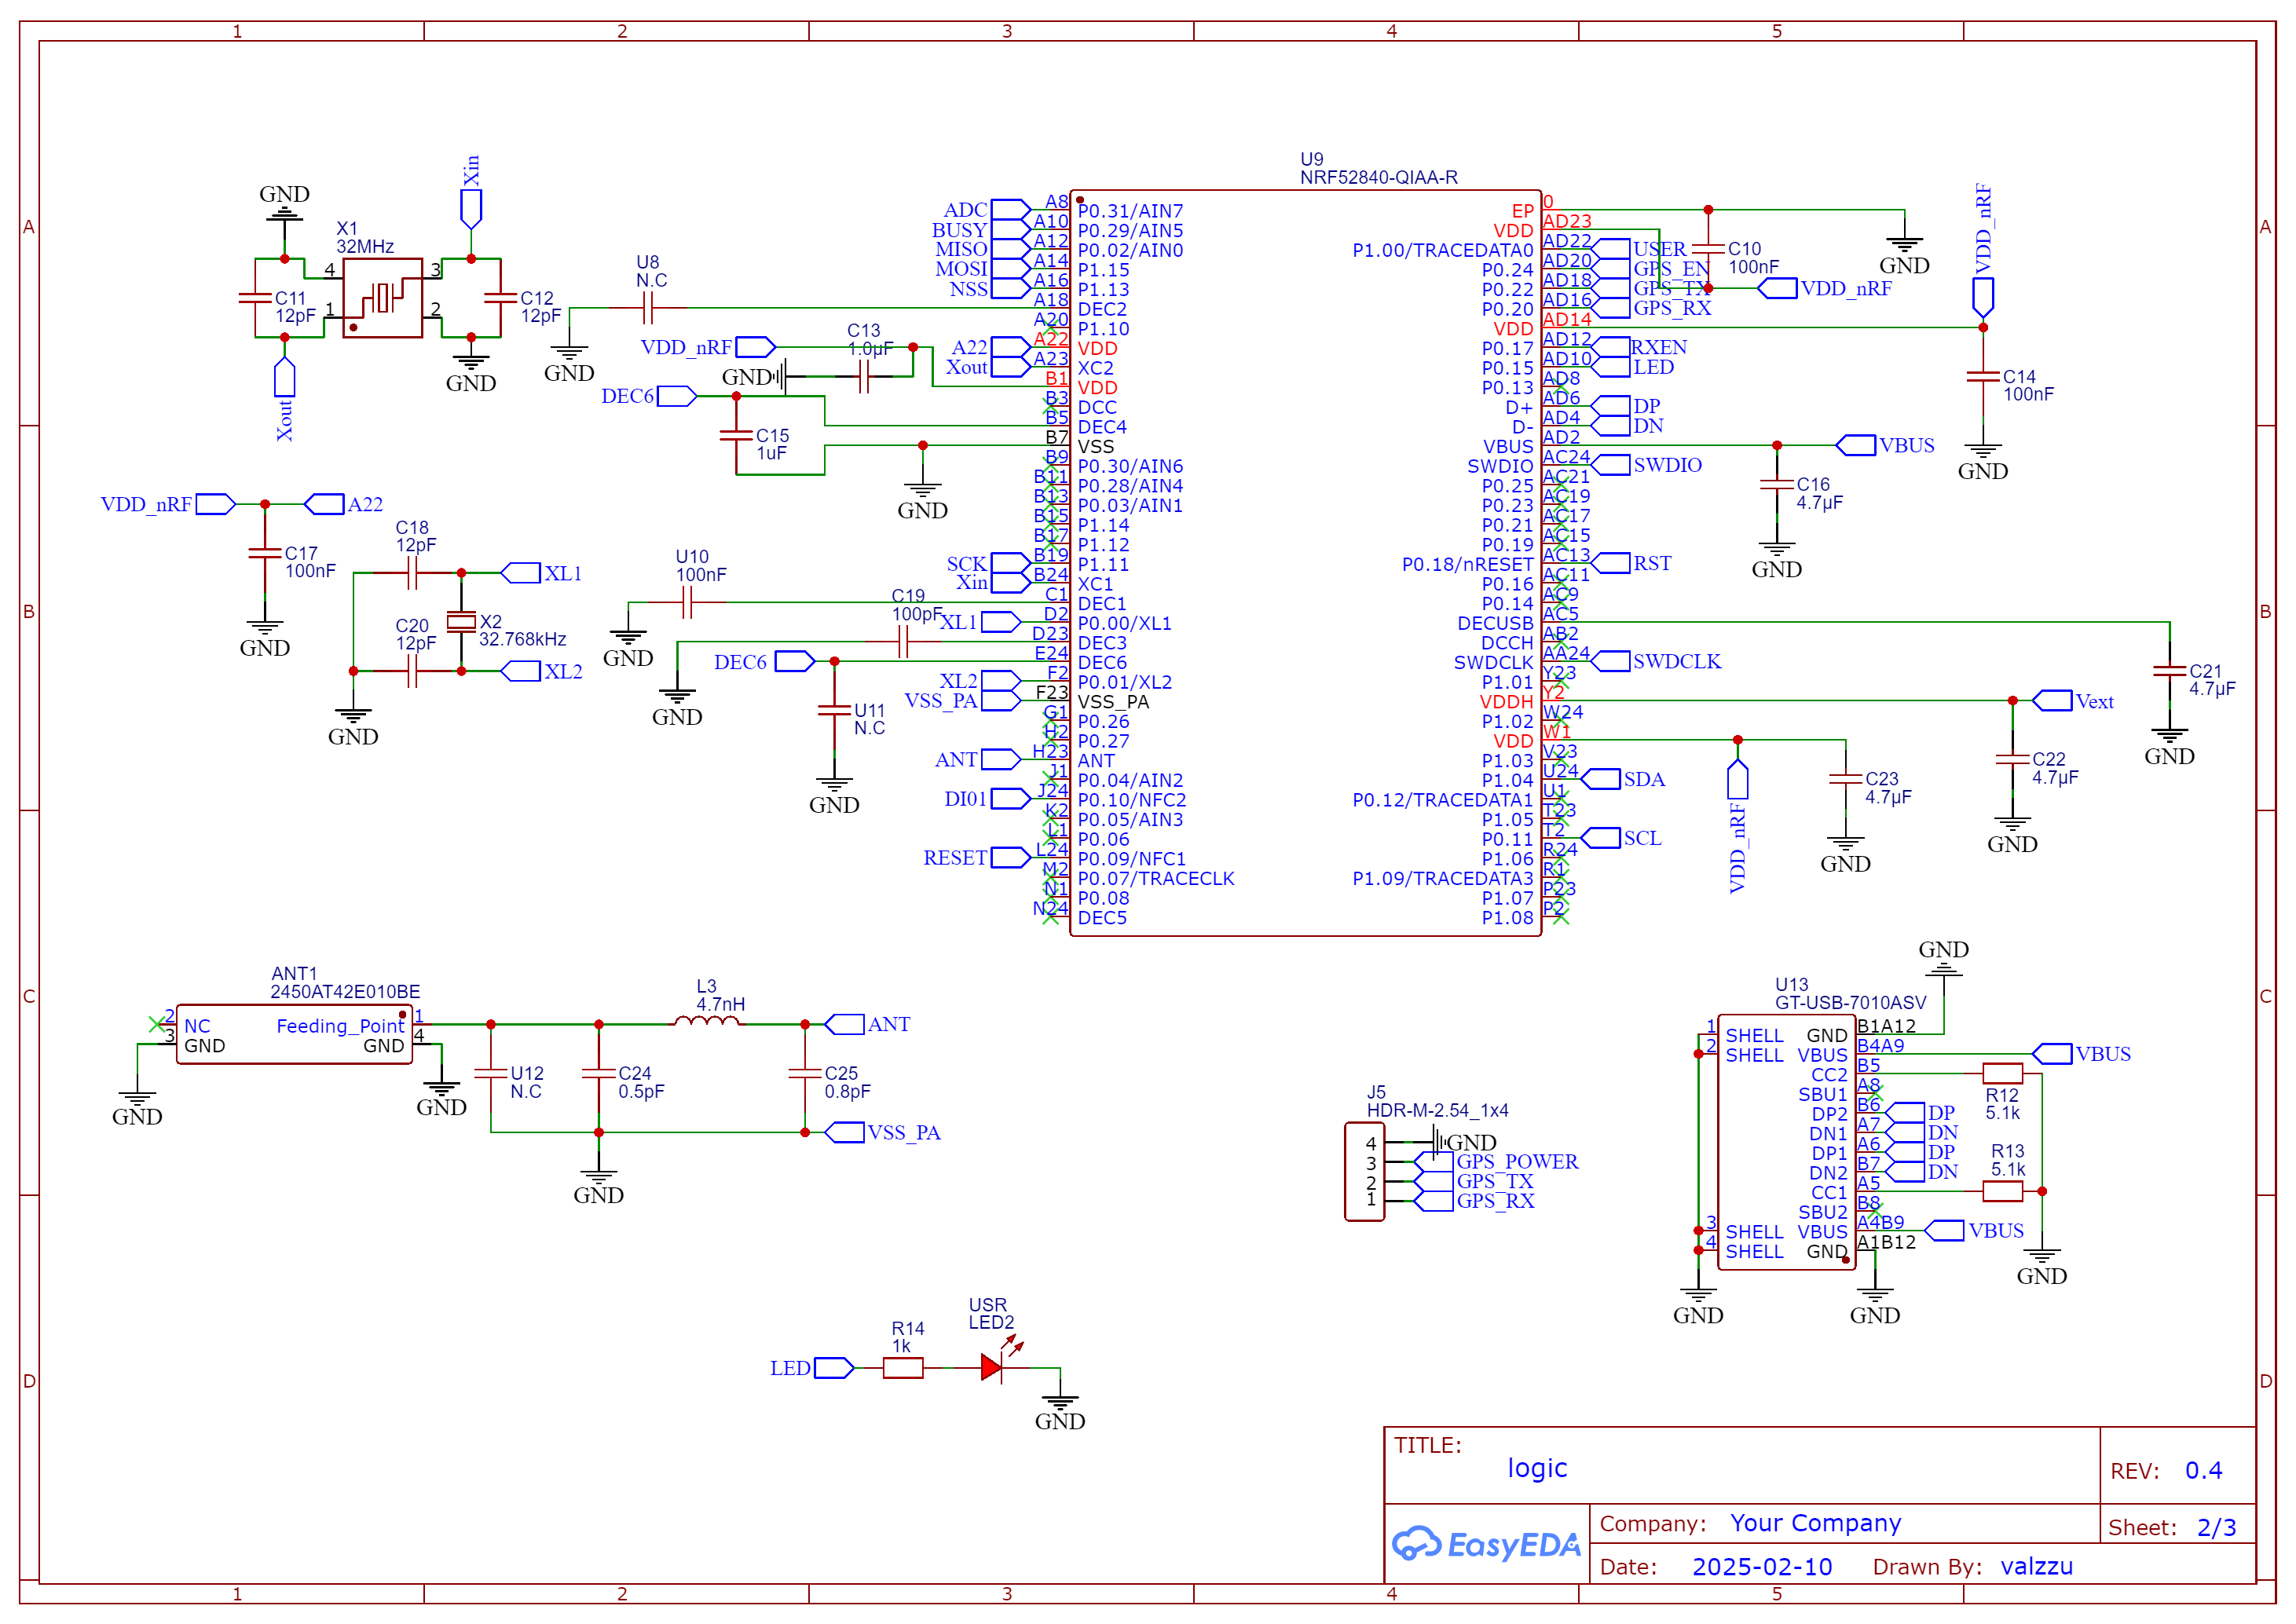 1 2 3 4 5
A
B
C
D
A
B
C
D
1 2 3 4 5
GND
X1
32MHz
Xin
4
3
1
2
C11
12pF
C12
12pF
Xout
GND
VDD_nRF
A22
C17
100nF
GND
C18
12pF
XL1
X2
32.768kHz
C20
12pF
XL2
GND
U8
N.C
GND
VDD_nRF
C13
1.0µF
GND
DEC6
C15
1uF
GND
U10
100nF
GND
C19
100pF
GND
DEC6
U11
N.C
GND
U9
NRF52840-QIAA-R
ADC A8 P0.31/AIN7
BUSY A10 P0.29/AIN5
MISO A12 P0.02/AIN0
MOSI A14 P1.15
NSS A16 P1.13
A18 DEC2
A20 P1.10
A22 A22 VDD
Xout A23 XC2
B1 VDD
B3 DCC
B5 DEC4
B7 VSS
B9 P0.30/AIN6
B11 P0.28/AIN4
B13 P0.03/AIN1
B15 P1.14
B17 P1.12
SCK B19 P1.11
Xin B24 XC1
C1 DEC1
XL1 D2 P0.00/XL1
D23 DEC3
E24 DEC6
XL2 F2 P0.01/XL2
VSS_PA F23 VSS_PA
G1 P0.26
H2 P0.27
ANT H23 ANT
J1 P0.04/AIN2
DI01 J24 P0.10/NFC2
K2 P0.05/AIN3
L1 P0.06
RESET L24 P0.09/NFC1
M2 P0.07/TRACECLK
N1 P0.08
N24 DEC5
EP 0
VDD AD23
P1.00/TRACEDATA0 AD22 USER
P0.24 AD20 GPS_EN
P0.22 AD18 GPS_TX
P0.20 AD16 GPS_RX
VDD AD14
P0.17 AD12 RXEN
P0.15 AD10 LED
P0.13 AD8
D+ AD6 DP
D- AD4 DN
VBUS AD2 VBUS
SWDIO AC24 SWDIO
P0.25 AC21
P0.23 AC19
P0.21 AC17
P0.19 AC15
P0.18/nRESET AC13 RST
P0.16 AC11
P0.14 AC9
DECUSB AC5
DCCH AB2
SWDCLK AA24 SWDCLK
P1.01 Y23
VDDH Y2 Vext
P1.02 W24
VDD W1
P1.03 V23
P1.04 U24 SDA
P0.12/TRACEDATA1 U1
P1.05 T23
P0.11 T2 SCL
P1.06 R24
P1.09/TRACEDATA3 R1
P1.07 P23
P1.08 P2
C10
100nF
VDD_nRF
GND
VDD_nRF
C14
100nF
GND
C16
4.7µF
GND
C21
4.7µF
GND
C22
4.7µF
GND
VDD_nRF
C23
4.7µF
GND
ANT1
2450AT42E010BE
2 NC Feeding_Point 1
3 GND GND 4
GND
GND
U12
N.C
C24
0.5pF
L3
4.7nH
C25
0.8pF
ANT
VSS_PA
GND
LED
R14
1k
USR
LED2
GND
J5
HDR-M-2.54_1x4
4 GND
3 GPS_POWER
2 GPS_TX
1 GPS_RX
GND
U13
GT-USB-7010ASV
1 SHELL GND B1A12
2 SHELL VBUS B4A9 VBUS
CC2 B5
SBU1 A8
DP2 B6 DP
DN1 A7 DN
DP1 A6 DP
DN2 B7 DN
CC1 A5
SBU2 B8
3 SHELL VBUS A4B9 VBUS
4 SHELL GND A1B12
R12
5.1k
R13
5.1k
GND
GND
GND
TITLE:
logic
REV: 0.4
EasyEDA
Company: Your Company
Sheet: 2/3
Date: 2025-02-10 Drawn By: valzzu